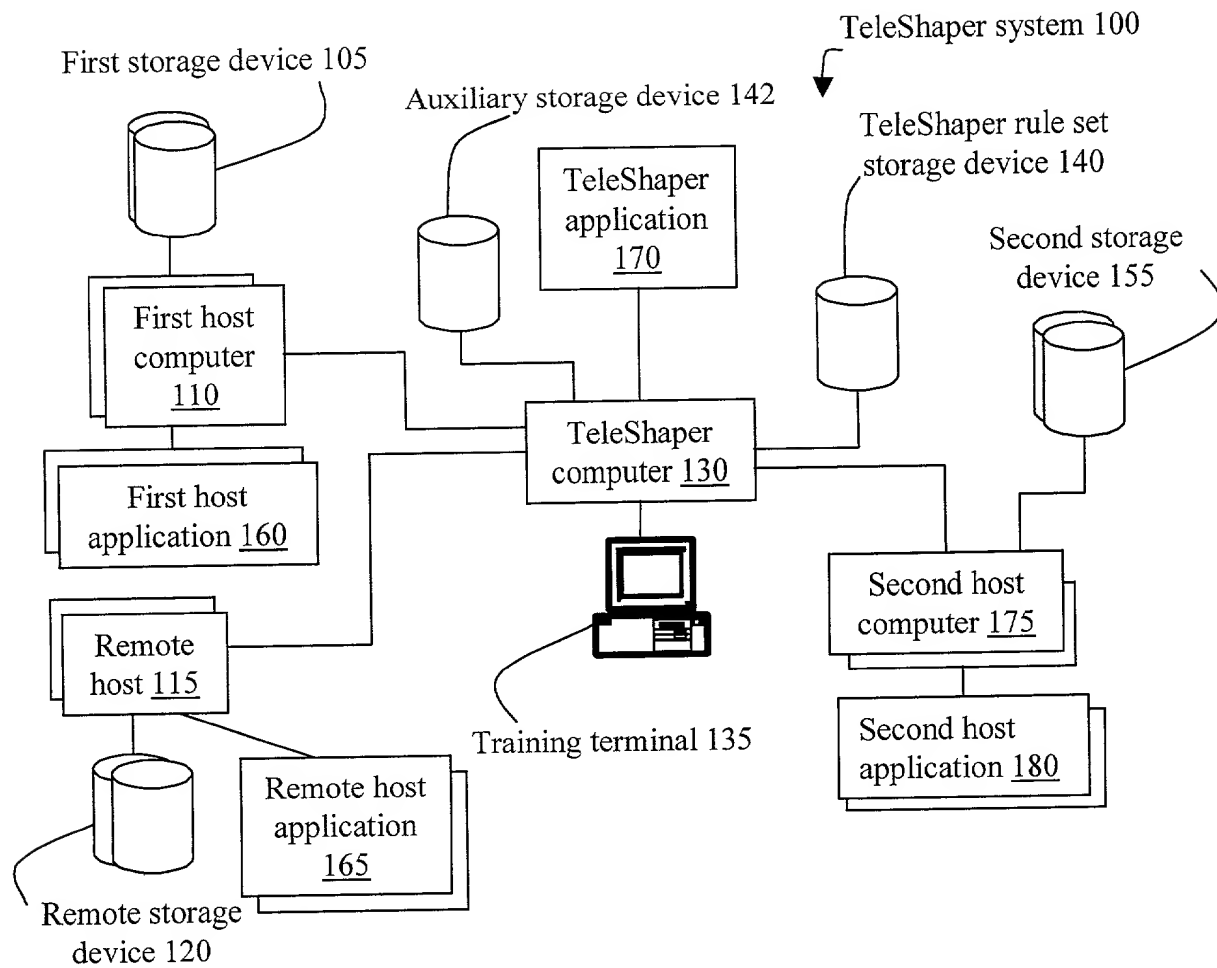 TeleShaper system 100
First storage device 105
Auxiliary storage device 142
TeleShaper rule set
storage device 140
TeleShaper
application
170
Second storage
device 155
First host
computer
110
TeleShaper
computer 130
First host
application 160
Second host
computer 175
Remote
host 115
Training terminal 135
Second host
application 180
Remote host
application
165
Remote storage
device 120